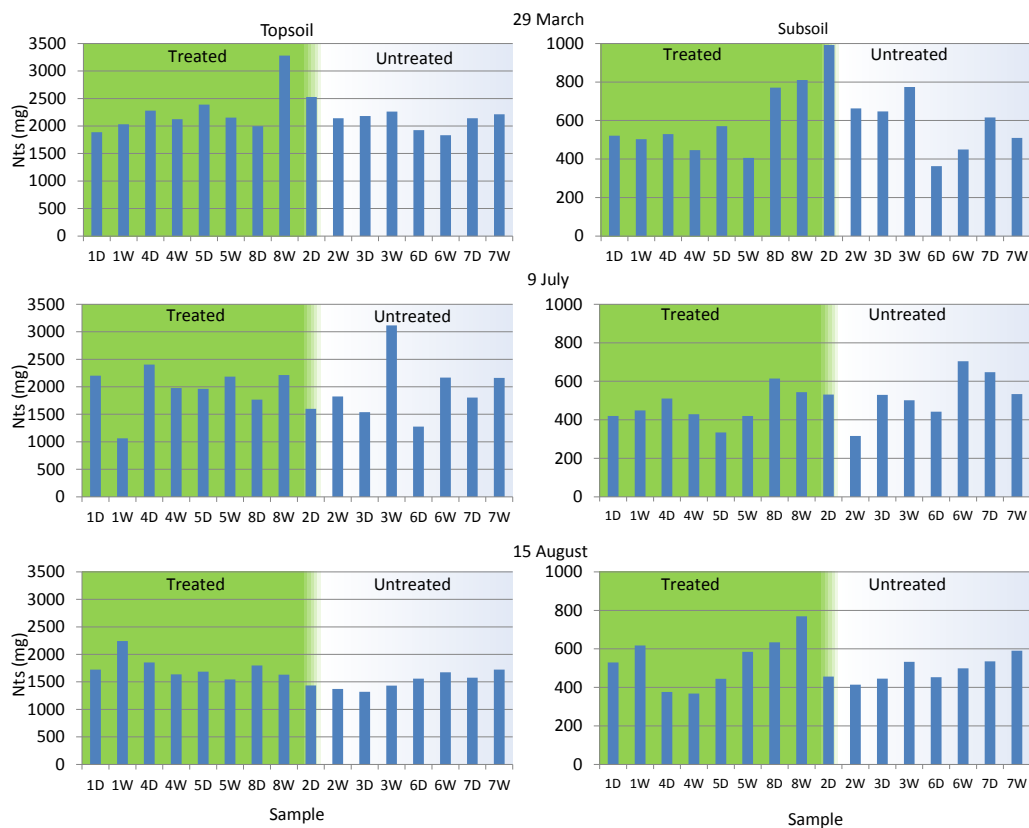 29 March
Topsoil
Subsoil
3500
3000
2500
2000
1500
1000
500
0
Nts (mg)
Treated
Untreated
1D 1W 4D 4W 5D 5W 8D 8W 2D 2W 3D 3W 6D 6W 7D 7W
1000
800
600
400
200
0
Treated
Untreated
1D 1W 4D 4W 5D 5W 8D 8W 2D 2W 3D 3W 6D 6W 7D 7W
9 July
3500
3000
2500
2000
1500
1000
500
0
Nts (mg)
Treated
Untreated
1D 1W 4D 4W 5D 5W 8D 8W 2D 2W 3D 3W 6D 6W 7D 7W
1000
800
600
400
200
0
Treated
Untreated
1D 1W 4D 4W 5D 5W 8D 8W 2D 2W 3D 3W 6D 6W 7D 7W
15 August
3500
3000
2500
2000
1500
1000
500
0
Nts (mg)
Treated
Untreated
1D 1W 4D 4W 5D 5W 8D 8W 2D 2W 3D 3W 6D 6W 7D 7W
Sample
1000
800
600
400
200
0
Treated
Untreated
1D 1W 4D 4W 5D 5W 8D 8W 2D 2W 3D 3W 6D 6W 7D 7W
Sample